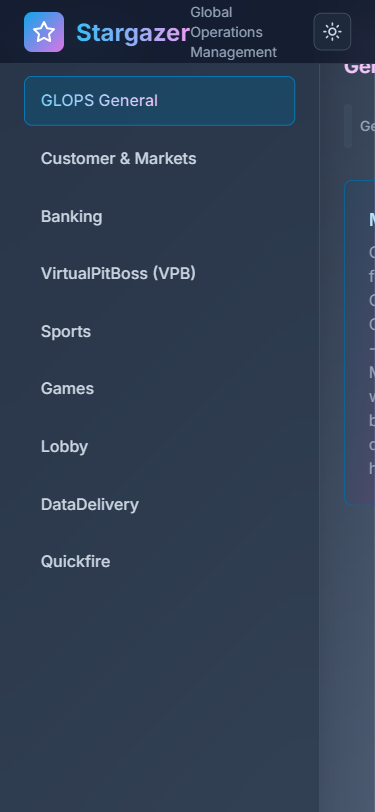 Stargazer
Global
Operations
Management
GLOPS General
Customer & Markets
Banking
VirtualPitBoss (VPB)
Sports
Games
Lobby
DataDelivery
Quickfire